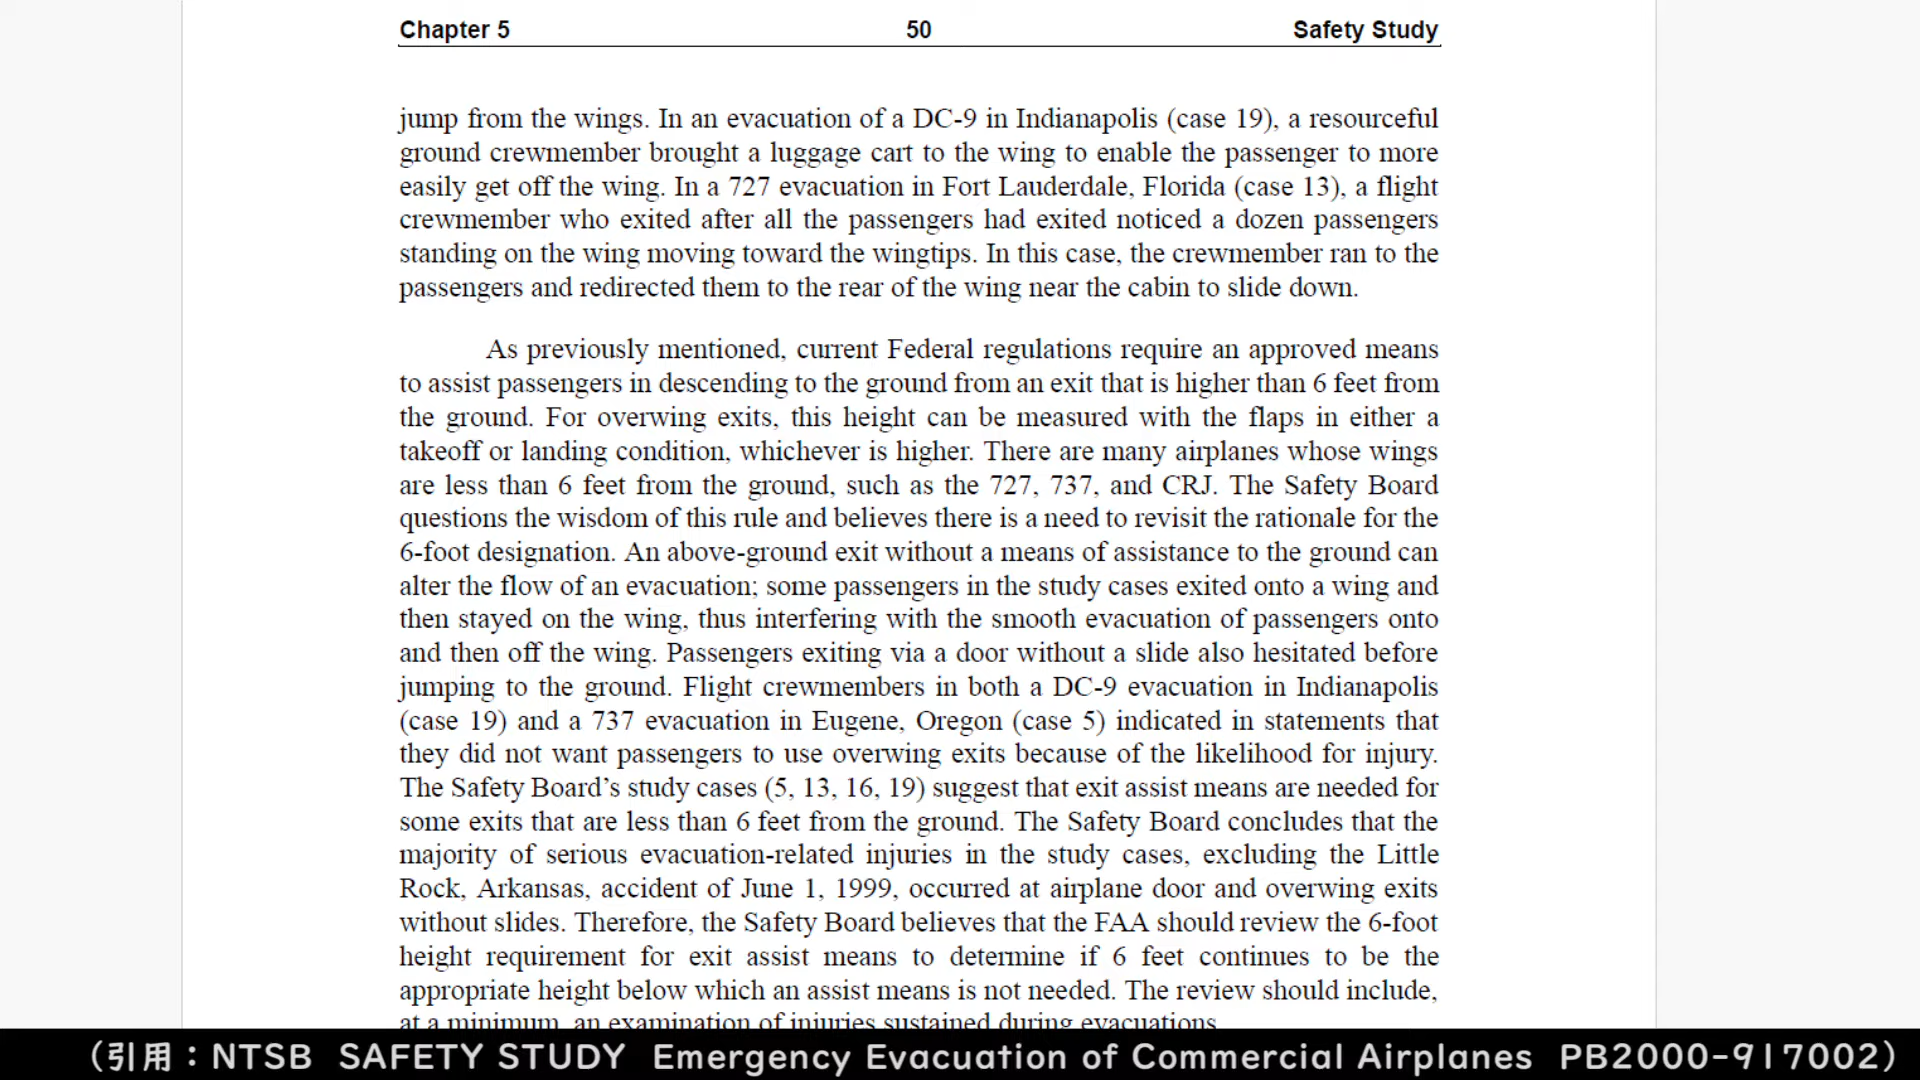 Chapter 5 50 Safety Study
jump from the wings. In an evacuation of a DC-9 in Indianapolis (case 19), a resourceful
ground crewmember brought a luggage cart to the wing to enable the passenger to more
easily get off the wing. In a 727 evacuation in Fort Lauderdale, Florida (case 13), a flight
crewmember who exited after all the passengers had exited noticed a dozen passengers
standing on the wing moving toward the wingtips. In this case, the crewmember ran to the
passengers and redirected them to the rear of the wing near the cabin to slide down.
As previously mentioned, current Federal regulations require an approved means
to assist passengers in descending to the ground from an exit that is higher than 6 feet from
the ground. For overwing exits, this height can be measured with the flaps in either a
takeoff or landing condition, whichever is higher. There are many airplanes whose wings
are less than 6 feet from the ground, such as the 727, 737, and CRJ. The Safety Board
questions the wisdom of this rule and believes there is a need to revisit the rationale for the
6-foot designation. An above-ground exit without a means of assistance to the ground can
alter the flow of an evacuation; some passengers in the study cases exited onto a wing and
then stayed on the wing, thus interfering with the smooth evacuation of passengers onto
and then off the wing. Passengers exiting via a door without a slide also hesitated before
jumping to the ground. Flight crewmembers in both a DC-9 evacuation in Indianapolis
(case 19) and a 737 evacuation in Eugene, Oregon (case 5) indicated in statements that
they did not want passengers to use overwing exits because of the likelihood for injury.
The Safety Board’s study cases (5, 13, 16, 19) suggest that exit assist means are needed for
some exits that are less than 6 feet from the ground. The Safety Board concludes that the
majority of serious evacuation-related injuries in the study cases, excluding the Little
Rock, Arkansas, accident of June 1, 1999, occurred at airplane door and overwing exits
without slides. Therefore, the Safety Board believes that the FAA should review the 6-foot
height requirement for exit assist means to determine if 6 feet continues to be the
appropriate height below which an assist means is not needed. The review should include,
at a minimum, an examination of injuries sustained during evacuations.
（引用：NTSB SAFETY STUDY Emergency Evacuation of Commercial Airplanes PB2000-917002）